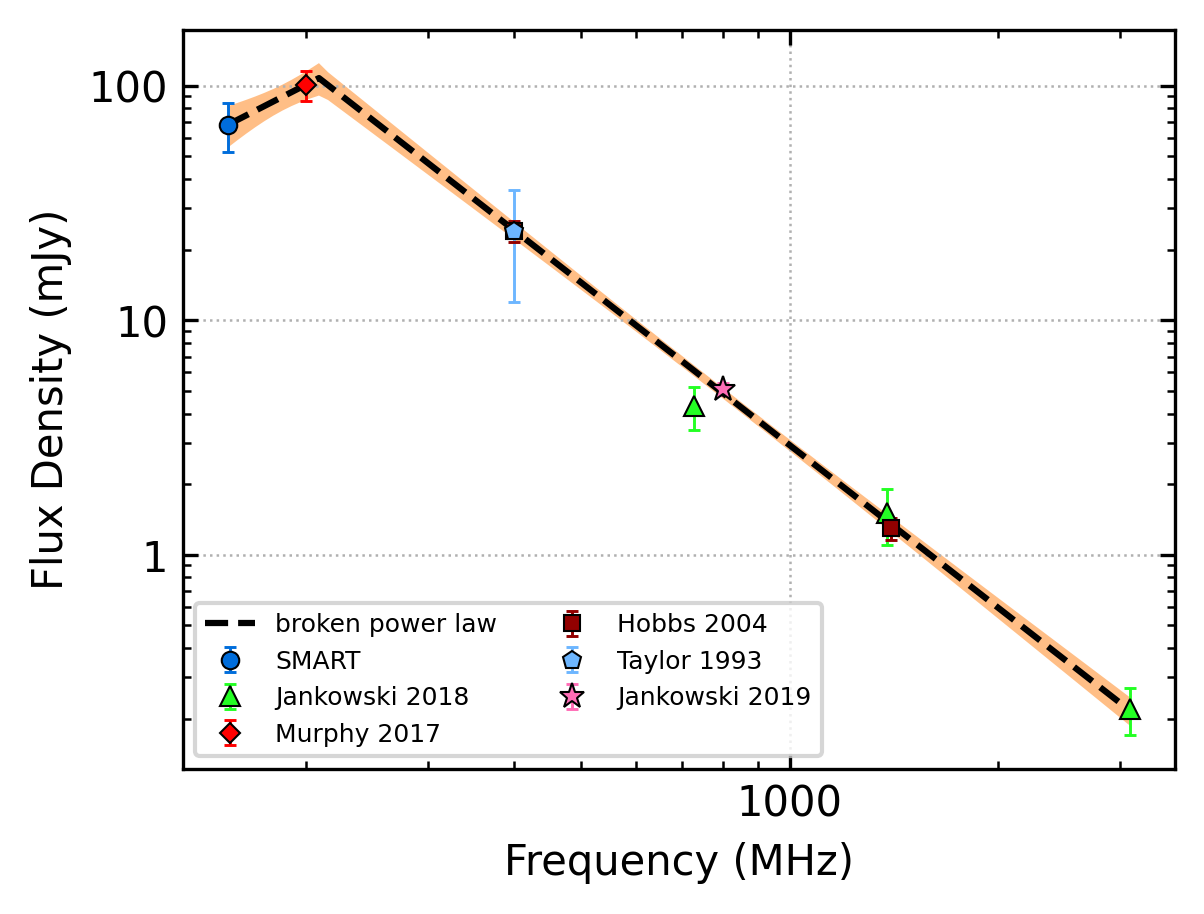 100
10
1
Flux Density (mJy)
broken power law
SMART
Jankowski 2018
Murphy 2017
Hobbs 2004
Taylor 1993
Jankowski 2019
1000
Frequency (MHz)